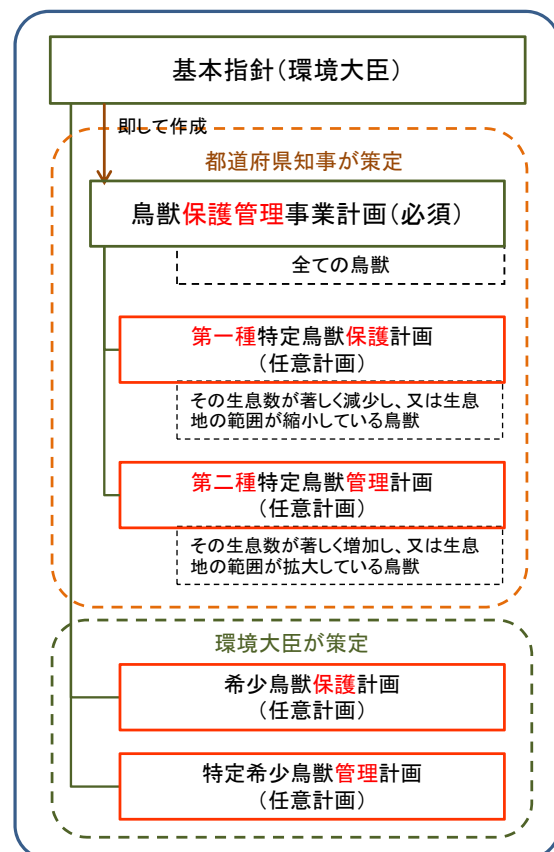 基本指針（環境大臣）
即して作成
都道府県知事が策定
鳥獣保護管理事業計画（必須）
全ての鳥獣
第一種特定鳥獣保護計画
（任意計画）
その生息数が著しく減少し、又は生息
地の範囲が縮小している鳥獣
第二種特定鳥獣管理計画
（任意計画）
その生息数が著しく増加し、又は生息
地の範囲が拡大している鳥獣
環境大臣が策定
希少鳥獣保護計画
（任意計画）
特定希少鳥獣管理計画
（任意計画）